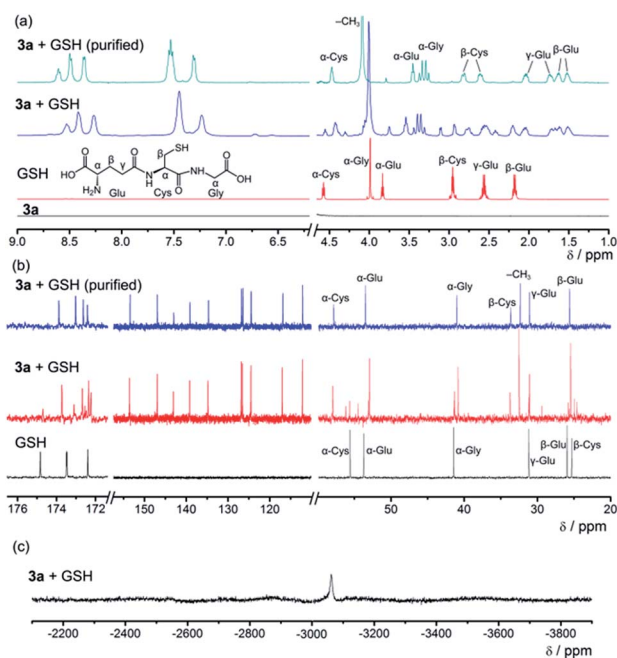 (a)
–CH3
3a + GSH (purified)
α-Cys α-Glu α-Gly β-Cys γ-Glu β-Glu
3a + GSH
GSH
O SH O
HO α β γ N H β α H N OH
H2N O O α
Glu Cys Gly
α-Cys α-Gly α-Glu β-Cys γ-Glu β-Glu
3a
9.0 8.5 8.0 7.5 7.0 6.5 4.5 4.0 3.5 3.0 2.5 2.0 1.5 1.0
δ / ppm
(b)
3a + GSH (purified)
α-Cys α-Glu α-Gly β-Cys –CH3 γ-Glu β-Glu
3a + GSH
GSH
α-Cys α-Glu α-Gly γ-Glu β-Glu β-Cys
176 174 172 150 140 130 120 50 40 30 20
δ / ppm
(c)
3a + GSH
-2200 -2400 -2600 -2800 -3000 -3200 -3400 -3600 -3800
δ / ppm